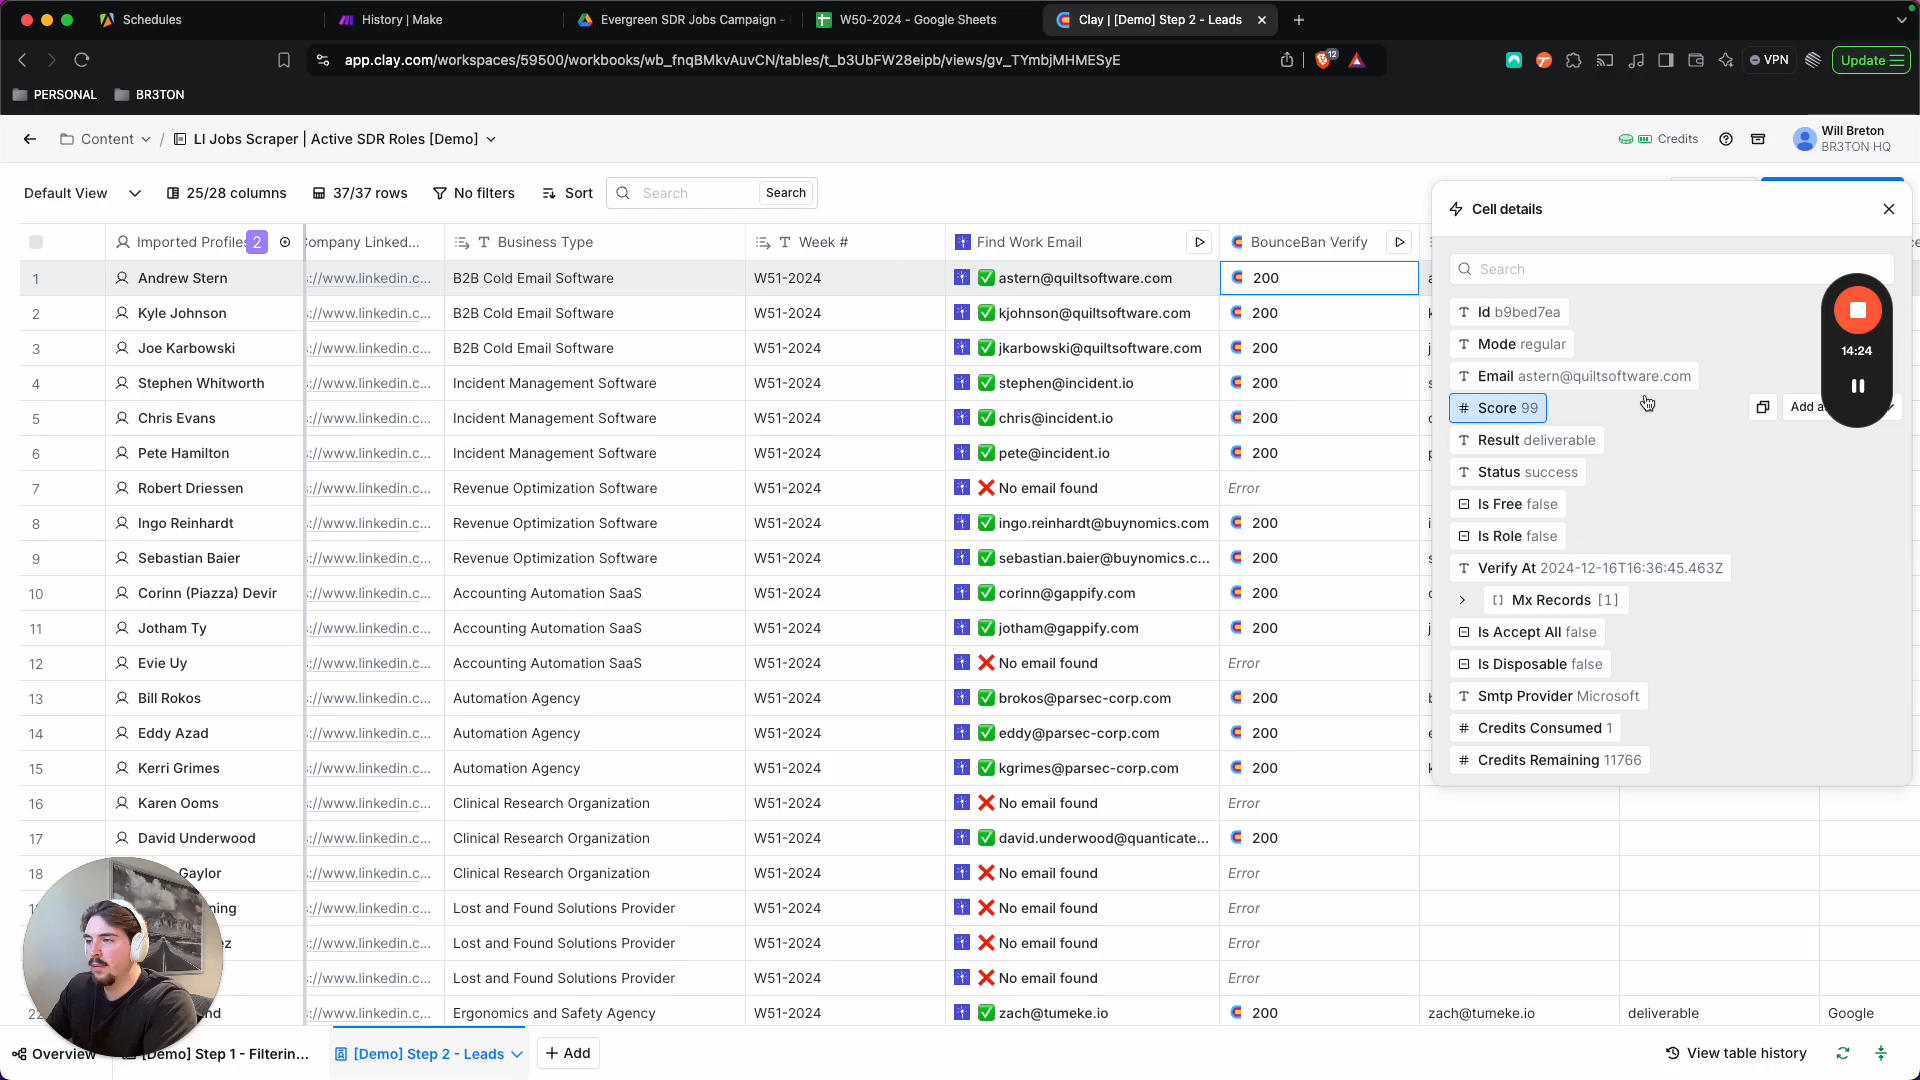 Schedules
History | Make
Evergreen SDR Jobs Campaign -
W50-2024 - Google Sheets
Clay | [Demo] Step 2 - Leads
app.clay.com/workspaces/59500/workbooks/wb_fnqBMkvAuvCN/tables/t_b3UbFW28eipb/views/gv_TYmbjMHMESyE
12
VPN
Update
PERSONAL
BR3TON
Content / LI Jobs Scraper | Active SDR Roles [Demo]
Credits
Will Breton
BR3TON HQ
Default View
25/28 columns
37/37 rows
No filters
Sort
Search
Search
Imported Profiles 2 Company Linked... Business Type Week # Find Work Email BounceBan Verify
1 Andrew Stern ://www.linkedin.c... B2B Cold Email Software W51-2024 astern@quiltsoftware.com 200
2 Kyle Johnson ://www.linkedin.c... B2B Cold Email Software W51-2024 kjohnson@quiltsoftware.com 200
3 Joe Karbowski ://www.linkedin.c... B2B Cold Email Software W51-2024 jkarbowski@quiltsoftware.com 200
4 Stephen Whitworth ://www.linkedin.c... Incident Management Software W51-2024 stephen@incident.io 200
5 Chris Evans ://www.linkedin.c... Incident Management Software W51-2024 chris@incident.io 200
6 Pete Hamilton ://www.linkedin.c... Incident Management Software W51-2024 pete@incident.io 200
7 Robert Driessen ://www.linkedin.c... Revenue Optimization Software W51-2024 No email found Error
8 Ingo Reinhardt ://www.linkedin.c... Revenue Optimization Software W51-2024 ingo.reinhardt@buynomics.com 200
9 Sebastian Baier ://www.linkedin.c... Revenue Optimization Software W51-2024 sebastian.baier@buynomics.c... 200
10 Corinn (Piazza) Devir ://www.linkedin.c... Accounting Automation SaaS W51-2024 corinn@gappify.com 200
11 Jotham Ty ://www.linkedin.c... Accounting Automation SaaS W51-2024 jotham@gappify.com 200
12 Evie Uy ://www.linkedin.c... Accounting Automation SaaS W51-2024 No email found Error
13 Bill Rokos ://www.linkedin.c... Automation Agency W51-2024 brokos@parsec-corp.com 200
14 Eddy Azad ://www.linkedin.c... Automation Agency W51-2024 eddy@parsec-corp.com 200
15 Kerri Grimes ://www.linkedin.c... Automation Agency W51-2024 kgrimes@parsec-corp.com 200
16 Karen Ooms ://www.linkedin.c... Clinical Research Organization W51-2024 No email found Error
17 David Underwood ://www.linkedin.c... Clinical Research Organization W51-2024 david.underwood@quanticate... 200
18 Gaylor ://www.linkedin.c... Clinical Research Organization W51-2024 No email found Error
://www.linkedin.c... Lost and Found Solutions Provider W51-2024 No email found Error
://www.linkedin.c... Lost and Found Solutions Provider W51-2024 No email found Error
://www.linkedin.c... Lost and Found Solutions Provider W51-2024 No email found Error
22 ://www.linkedin.c... Ergonomics and Safety Agency W51-2024 zach@tumeke.io 200 zach@tumeke.io deliverable Google
Cell details
Search
Id b9bed7ea
Mode regular
Email astern@quiltsoftware.com
Score 99
Add
Result deliverable
Status success
Is Free false
Is Role false
Verify At 2024-12-16T16:36:45.463Z
Mx Records [1]
Is Accept All false
Is Disposable false
Smtp Provider Microsoft
Credits Consumed 1
Credits Remaining 11766
14:24
Overview
[Demo] Step 1 - Filterin...
[Demo] Step 2 - Leads
+ Add
View table history